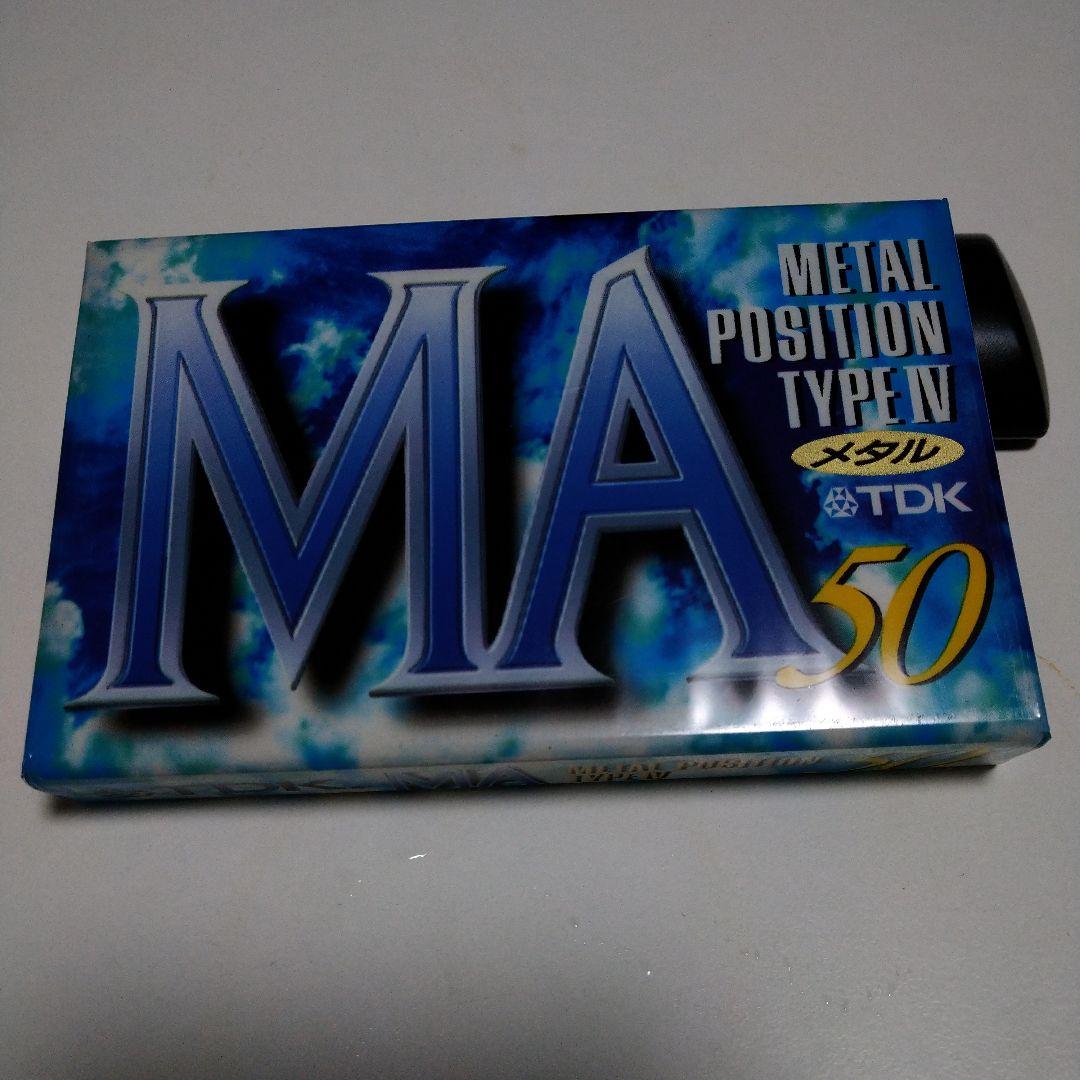 MA
METAL
POSITION
TYPE IV
メタル
TDK
50
TDK MA METAL POSITION
TYPE IV